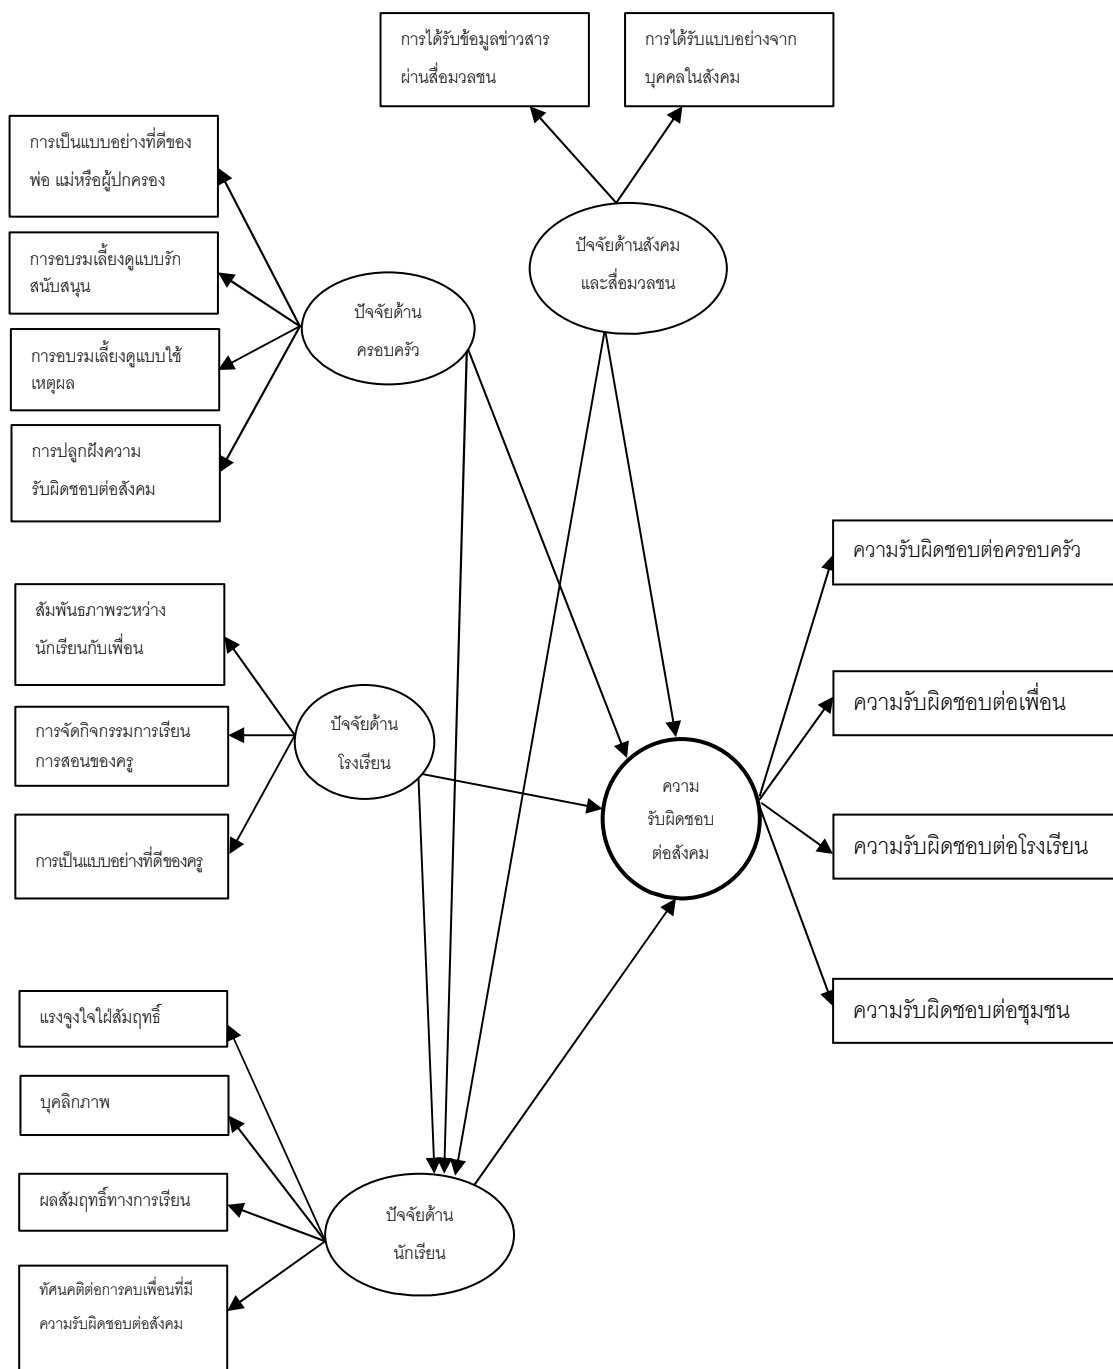 การได้รับข้อมูลข่าวสาร
ผ่านสื่อมวลชน
การได้รับแบบอย่างจาก
บุคคลในสังคม
การเป็นแบบอย่างที่ดีของ
พ่อ แม่หรือผู้ปกครอง
การอบรมเลี้ยงดูแบบรัก
สนับสนุน
การอบรมเลี้ยงดูแบบใช้
เหตุผล
การปลูกฝังความ
รับผิดชอบต่อสังคม
ปัจจัยด้าน
ครอบครัว
ปัจจัยด้านสังคม
และสื่อมวลชน
สัมพันธภาพระหว่าง
นักเรียนกับเพื่อน
การจัดกิจกรรมการเรียน
การสอนของครู
การเป็นแบบอย่างที่ดีของครู
ปัจจัยด้าน
โรงเรียน
ความ
รับผิดชอบ
ต่อสังคม
ความรับผิดชอบต่อครอบครัว
ความรับผิดชอบต่อเพื่อน
ความรับผิดชอบต่อโรงเรียน
ความรับผิดชอบต่อชุมชน
แรงจูงใจใฝ่สัมฤทธิ์
บุคลิกภาพ
ผลสัมฤทธิ์ทางการเรียน
ทัศนคติต่อการคบเพื่อนที่มี
ความรับผิดชอบต่อสังคม
ปัจจัยด้าน
นักเรียน